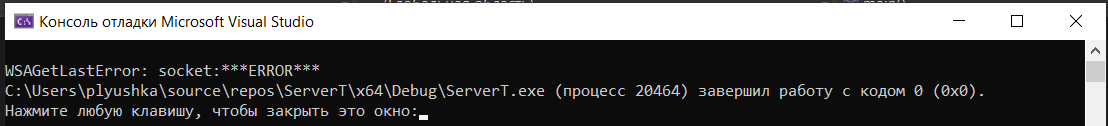 Консоль отладки Microsoft Visual Studio
WSAGetLastError: socket:***ERROR***
C:\Users\plyushka\source\repos\ServerT\x64\Debug\ServerT.exe (процесс 20464) завершил работу с кодом 0 (0x0).
Нажмите любую клавишу, чтобы закрыть это окно: